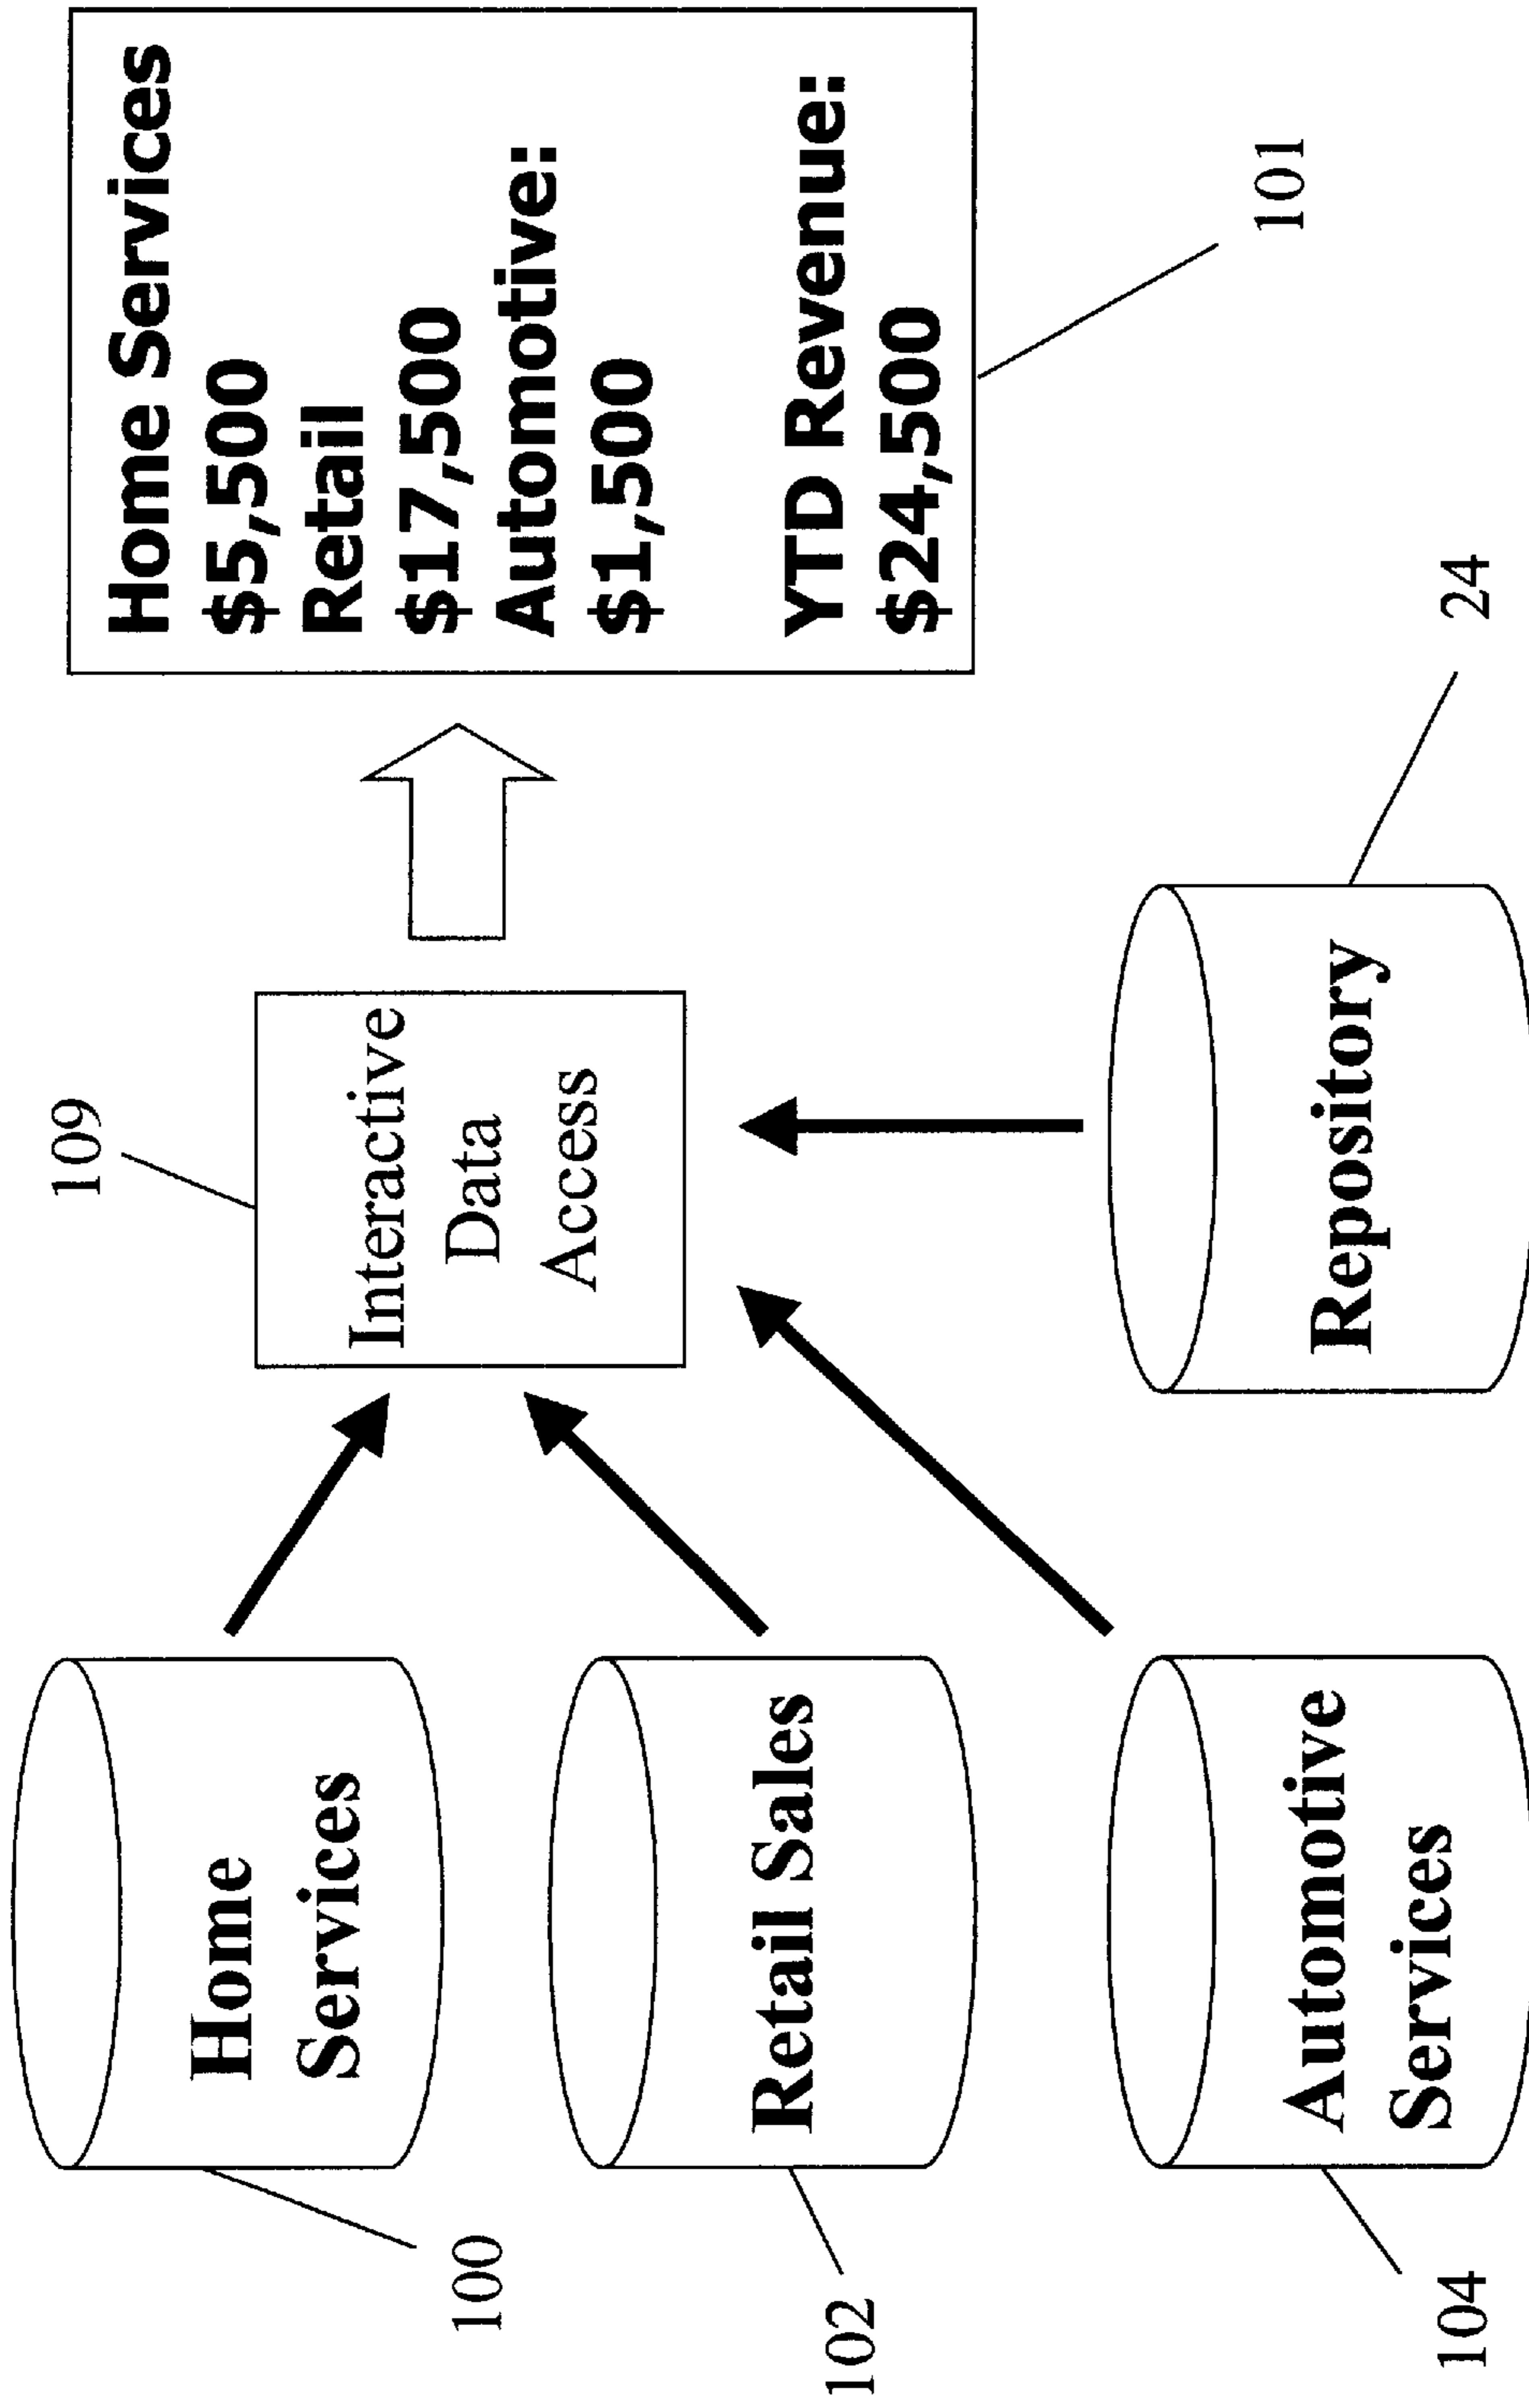 100
Home
Services
102
Retail Sales
104
Automotive
Services
109
Interactive
Data
Access
Repository
24
Home Services
$5,500
Retail
$17,500
Automotive:
$1,500
YTD Revenue:
$24,500
101